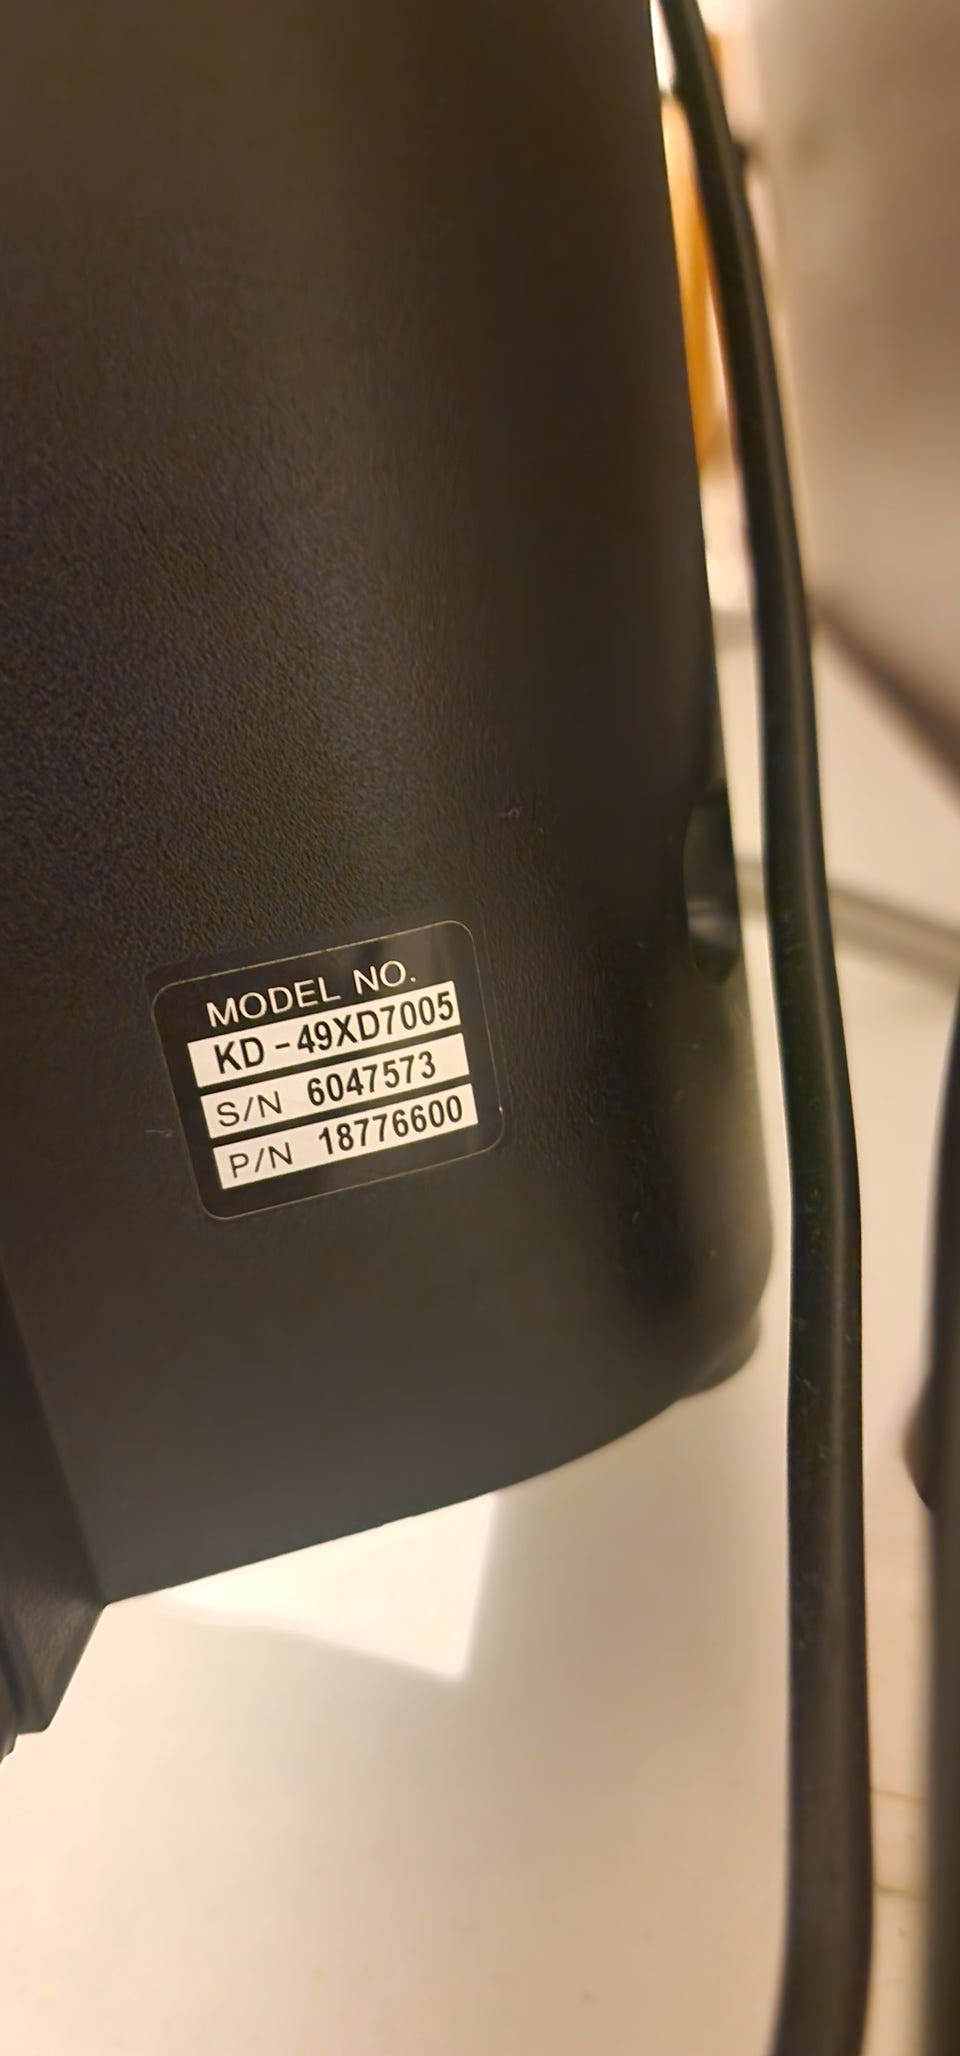 MODEL NO.
KD-49XD7005
S/N 6047573
P/N 18776600